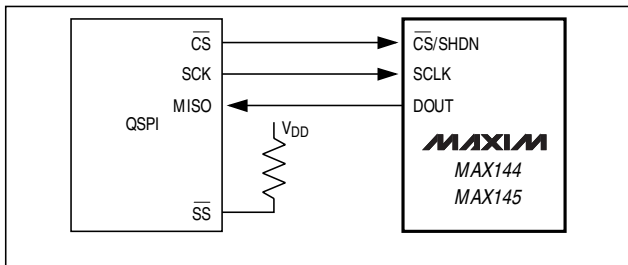 CS CS/SHDN
SCK SCLK
MISO DOUT
QSPI
VDD
MAXIM
MAX144
MAX145
SS